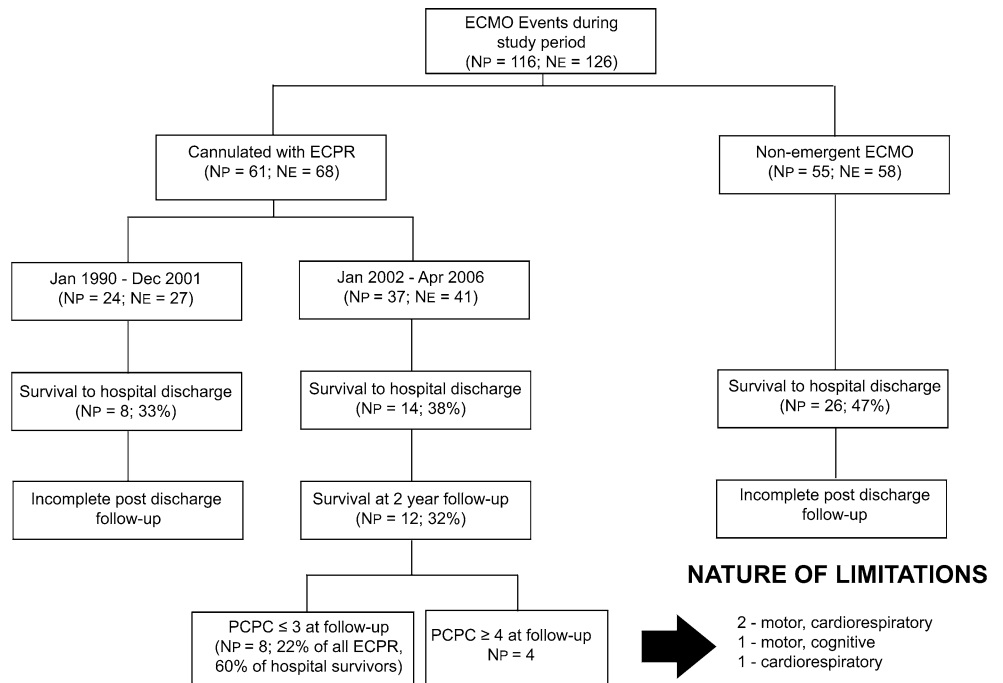 ECMO Events during
study period
(NP = 116; NE = 126)
Cannulated with ECPR
(NP = 61; NE = 68)
Non-emergent ECMO
(NP = 55; NE = 58)
Jan 1990 - Dec 2001
(NP = 24; NE = 27)
Jan 2002 - Apr 2006
(NP = 37; NE = 41)
Survival to hospital discharge
(NP = 8; 33%)
Survival to hospital discharge
(NP = 14; 38%)
Survival to hospital discharge
(NP = 26; 47%)
Incomplete post discharge
follow-up
Survival at 2 year follow-up
(NP = 12; 32%)
Incomplete post discharge
follow-up
PCPC ≤ 3 at follow-up
(NP = 8; 22% of all ECPR,
60% of hospital survivors)
PCPC ≥ 4 at follow-up
NP = 4
NATURE OF LIMITATIONS
2 - motor, cardiorespiratory
1 - motor, cognitive
1 - cardiorespiratory